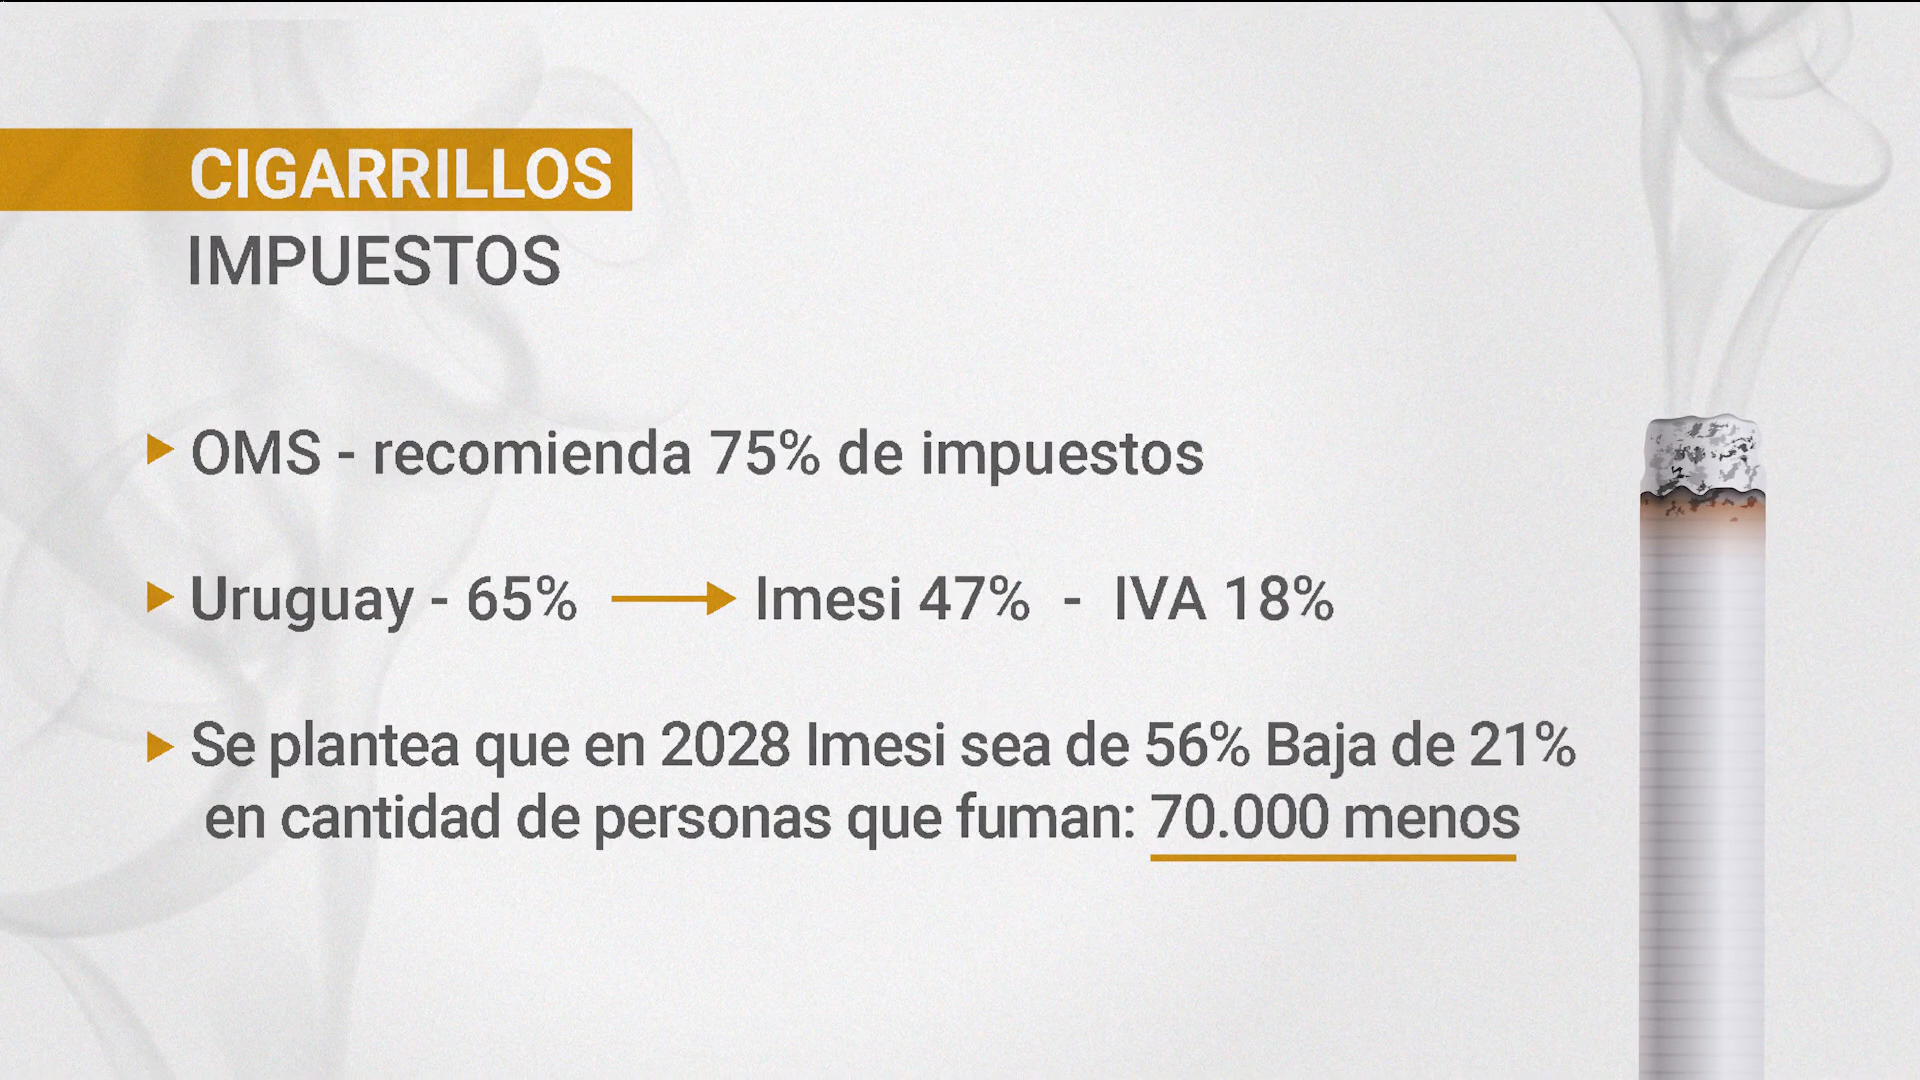 CIGARRILLOS
IMPUESTOS
OMS - recomienda 75% de impuestos
Uruguay - 65% → Imesi 47% - IVA 18%
Se plantea que en 2028 Imesi sea de 56% Baja de 21%
en cantidad de personas que fuman: 70.000 menos